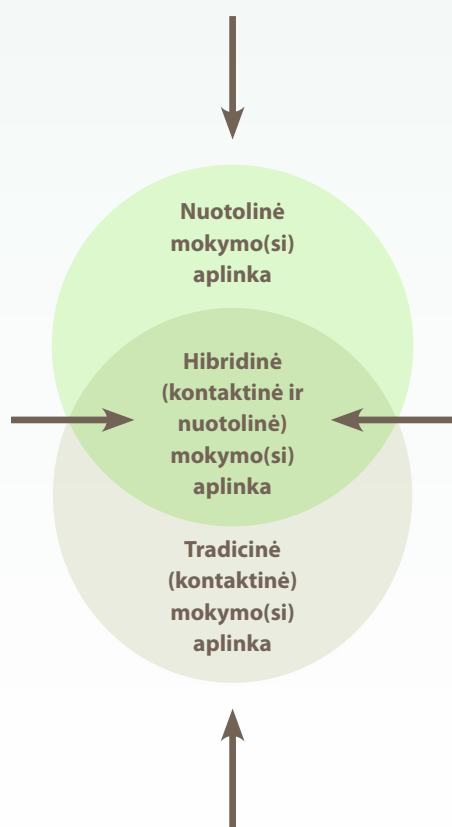 Nuotolinė
mokymo(si)
aplinka
Hibridinė
(kontaktinė ir
nuotolinė)
mokymo(si)
aplinka
Tradicinė
(kontaktinė)
mokymo(si)
aplinka